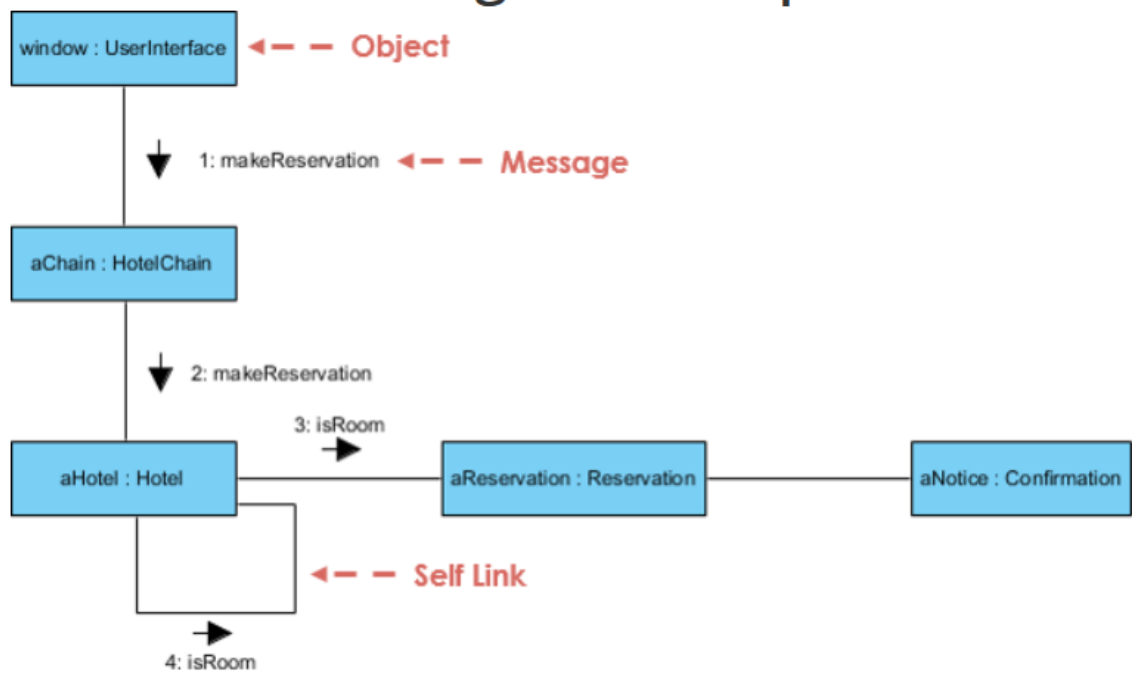 window : UserInterface
Object
1: makeReservation
Message
aChain : HotelChain
2: makeReservation
3: isRoom
aHotel : Hotel
aReservation : Reservation
aNotice : Confirmation
Self Link
4: isRoom